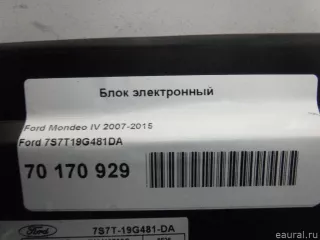 Блок электронный
Ford Mondeo IV 2007-2015
Ford 7S7T19G481DA
70 170 929
Ford
7S7T-19G481-DA
eaural.ru